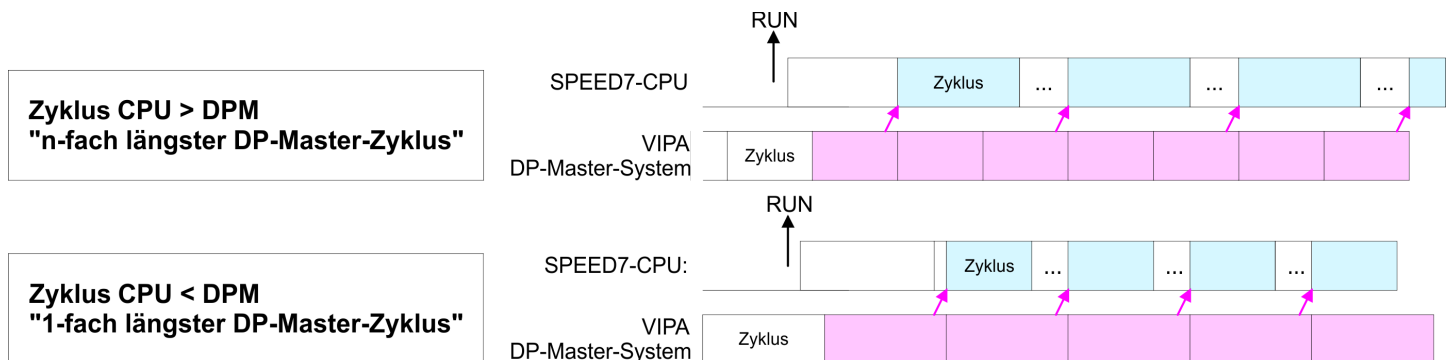 RUN
Zyklus CPU > DPM
"n-fach längster DP-Master-Zyklus"
SPEED7-CPU
Zyklus
...
...
...
VIPA
DP-Master-System
Zyklus
RUN
Zyklus CPU < DPM
"1-fach längster DP-Master-Zyklus"
SPEED7-CPU:
Zyklus
...
...
...
VIPA
DP-Master-System
Zyklus